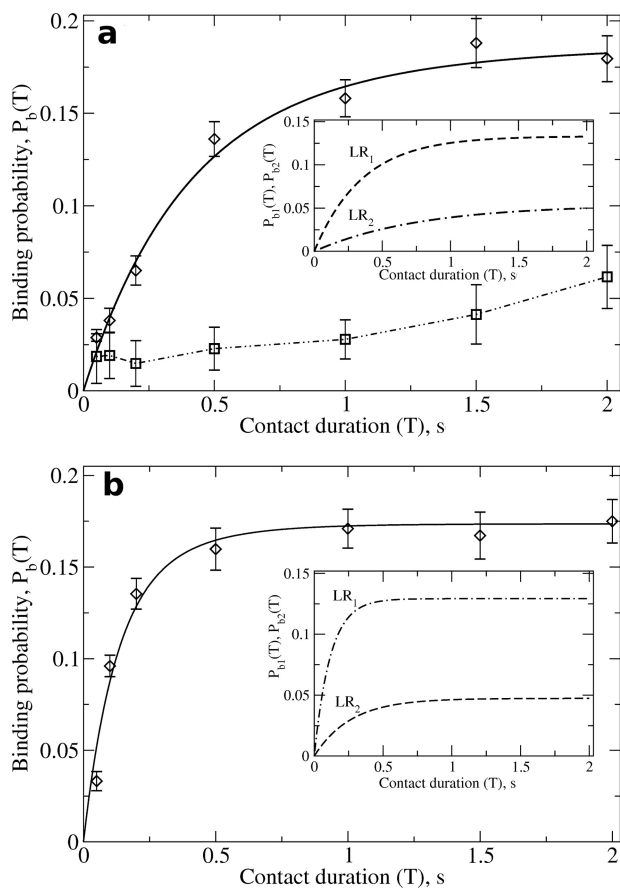 a
0.2
0.15
0.1
0.05
0
Binding probability, P_b(T)
0 0.5 1 1.5 2
Contact duration (T), s
0.15
0.1
0.05
0
P_b1(T), P_b2(T)
LR_1
LR_2
0 0.5 1 1.5 2
Contact duration (T), s
b
0.2
0.15
0.1
0.05
0
Binding probability, P_b(T)
0 0.5 1 1.5 2
Contact duration (T), s
0.15
0.1
0.05
0
P_b1(T), P_b2(T)
LR_1
LR_2
0 0.5 1 1.5 2
Contact duration (T), s